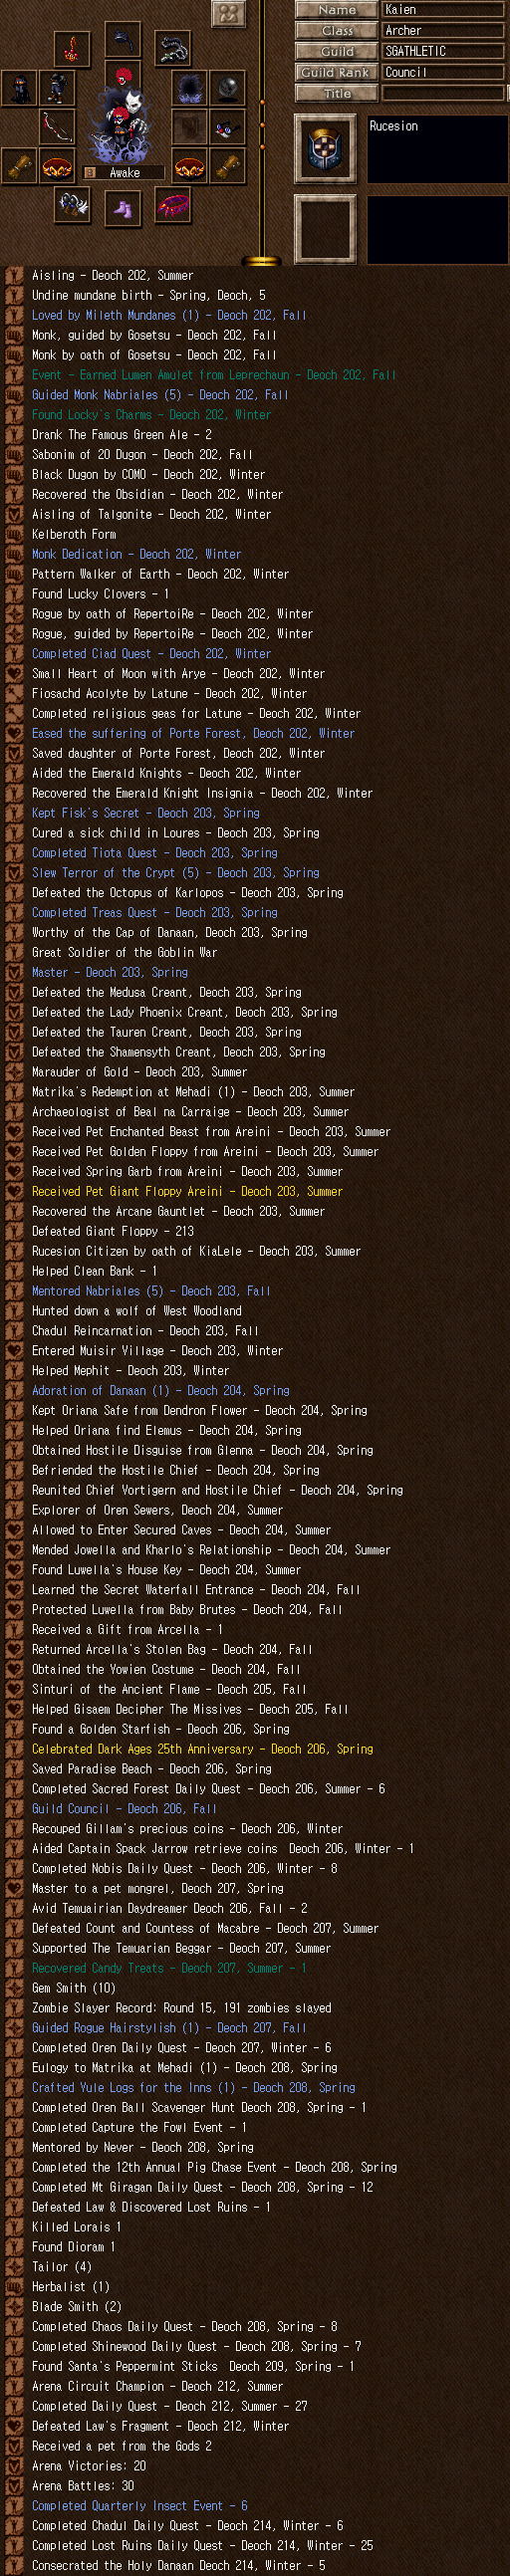 Name
Kaien
Class
Archer
Guild
SGATHLETIC
Guild Rank
Council
Title
Rucesion
Awake
Aisling - Deoch 202, Summer
Undine mundane birth - Spring, Deoch, 5
Loved by Mileth Mundanes (1) - Deoch 202, Fall
Monk, guided by Gosetsu - Deoch 202, Fall
Monk by oath of Gosetsu - Deoch 202, Fall
Event - Earned Lumen Amulet from Leprechaun - Deoch 202, Fall
Guided Monk Nabriales (5) - Deoch 202, Fall
Found Locky's Charms - Deoch 202, Winter
Drank The Famous Green Ale - 2
Sabonim of 20 Dugon - Deoch 202, Fall
Black Dugon by COMO - Deoch 202, Winter
Recovered the Obsidian - Deoch 202, Winter
Aisling of Talgonite - Deoch 202, Winter
Kelberoth Form
Monk Dedication - Deoch 202, Winter
Pattern Walker of Earth - Deoch 202, Winter
Found Lucky Clovers - 1
Rogue by oath of RepertoiRe - Deoch 202, Winter
Rogue, guided by RepertoiRe - Deoch 202, Winter
Completed Ciad Quest - Deoch 202, Winter
Small Heart of Moon with Arye - Deoch 202, Winter
Fiosachd Acolyte by Latune - Deoch 202, Winter
Completed religious geas for Latune - Deoch 202, Winter
Eased the suffering of Porte Forest, Deoch 202, Winter
Saved daughter of Porte Forest, Deoch 202, Winter
Aided the Emerald Knights - Deoch 202, Winter
Recovered the Emerald Knight Insignia - Deoch 202, Winter
Kept Fisk's Secret - Deoch 203, Spring
Cured a sick child in Loures - Deoch 203, Spring
Completed Tiota Quest - Deoch 203, Spring
Slew Terror of the Crypt (5) - Deoch 203, Spring
Defeated the Octopus of Karlopos - Deoch 203, Spring
Completed Treas Quest - Deoch 203, Spring
Worthy of the Cap of Danaan, Deoch 203, Spring
Great Soldier of the Goblin War
Master - Deoch 203, Spring
Defeated the Medusa Creant, Deoch 203, Spring
Defeated the Lady Phoenix Creant, Deoch 203, Spring
Defeated the Tauren Creant, Deoch 203, Spring
Defeated the Shamensyth Creant, Deoch 203, Spring
Marauder of Gold - Deoch 203, Summer
Matrika's Redemption at Mehadi (1) - Deoch 203, Summer
Archaeologist of Beal na Carraige - Deoch 203, Summer
Received Pet Enchanted Beast from Areini - Deoch 203, Summer
Received Pet Golden Floppy from Areini - Deoch 203, Summer
Received Spring Garb from Areini - Deoch 203, Summer
Received Pet Giant Floppy Areini - Deoch 203, Summer
Recovered the Arcane Gauntlet - Deoch 203, Summer
Defeated Giant Floppy - 213
Rucesion Citizen by oath of KiaLele - Deoch 203, Summer
Helped Clean Bank - 1
Mentored Nabriales (5) - Deoch 203, Fall
Hunted down a wolf of West Woodland
Chadul Reincarnation - Deoch 203, Fall
Entered Muisir Village - Deoch 203, Winter
Helped Mephit - Deoch 203, Winter
Adoration of Danaan (1) - Deoch 204, Spring
Kept Oriana Safe from Dendron Flower - Deoch 204, Spring
Helped Oriana find Elemus - Deoch 204, Spring
Obtained Hostile Disguise from Glenna - Deoch 204, Spring
Befriended the Hostile Chief - Deoch 204, Spring
Reunited Chief Vortigern and Hostile Chief - Deoch 204, Spring
Explorer of Oren Sewers, Deoch 204, Summer
Allowed to Enter Secured Caves - Deoch 204, Summer
Mended Jowella and Kharlo's Relationship - Deoch 204, Summer
Found Luwella's House Key - Deoch 204, Summer
Learned the Secret Waterfall Entrance - Deoch 204, Fall
Protected Luwella from Baby Brutes - Deoch 204, Fall
Received a Gift from Arcella - 1
Returned Arcella's Stolen Bag - Deoch 204, Fall
Obtained the Yowien Costume - Deoch 204, Fall
Sinturi of the Ancient Flame - Deoch 205, Fall
Helped Gisaem Decipher The Missives - Deoch 205, Fall
Found a Golden Starfish - Deoch 206, Spring
Celebrated Dark Ages 25th Anniversary - Deoch 206, Spring
Saved Paradise Beach - Deoch 206, Spring
Completed Sacred Forest Daily Quest - Deoch 206, Summer - 6
Guild Council - Deoch 206, Fall
Recouped Gillam's precious coins - Deoch 206, Winter
Aided Captain Spack Jarrow retrieve coins  Deoch 206, Winter - 1
Completed Nobis Daily Quest - Deoch 206, Winter - 8
Master to a pet mongrel, Deoch 207, Spring
Avid Temuairian Daydreamer Deoch 206, Fall - 2
Defeated Count and Countess of Macabre - Deoch 207, Summer
Supported The Temuarian Beggar - Deoch 207, Summer
Recovered Candy Treats - Deoch 207, Summer - 1
Gem Smith (10)
Zombie Slayer Record: Round 15, 191 zombies slayed
Guided Rogue Hairstylish (1) - Deoch 207, Fall
Completed Oren Daily Quest - Deoch 207, Winter - 6
Eulogy to Matrika at Mehadi (1) - Deoch 208, Spring
Crafted Yule Logs for the Inns (1) - Deoch 208, Spring
Completed Oren Ball Scavenger Hunt Deoch 208, Spring - 1
Completed Capture the Fowl Event - 1
Mentored by Never - Deoch 208, Spring
Completed the 12th Annual Pig Chase Event - Deoch 208, Spring
Completed Mt Giragan Daily Quest - Deoch 208, Spring - 12
Defeated Law & Discovered Lost Ruins - 1
Killed Lorais 1
Found Dioram 1
Tailor (4)
Herbalist (1)
Blade Smith (2)
Completed Chaos Daily Quest - Deoch 208, Spring - 8
Completed Shinewood Daily Quest - Deoch 208, Spring - 7
Found Santa's Peppermint Sticks  Deoch 209, Spring - 1
Arena Circuit Champion - Deoch 212, Summer
Completed Daily Quest - Deoch 212, Summer - 27
Defeated Law's Fragment - Deoch 212, Winter
Received a pet from the Gods 2
Arena Victories: 20
Arena Battles: 30
Completed Quarterly Insect Event - 6
Completed Chadul Daily Quest - Deoch 214, Winter - 6
Completed Lost Ruins Daily Quest - Deoch 214, Winter - 25
Consecrated the Holy Danaan Deoch 214, Winter - 5